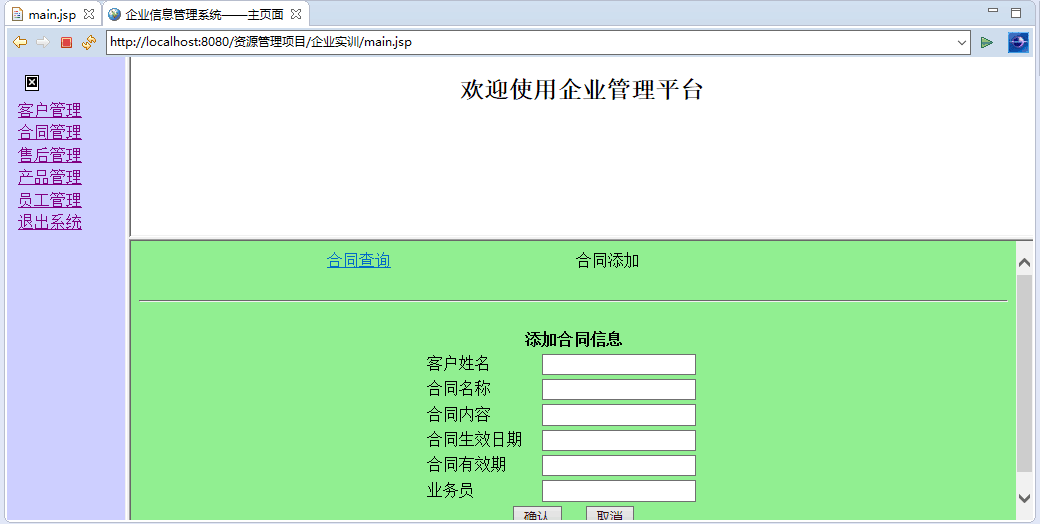 main.jsp
企业信息管理系统——主页面
http://localhost:8080/资源管理项目/企业实训/main.jsp
客户管理
合同管理
售后管理
产品管理
员工管理
退出系统
欢迎使用企业管理平台
合同查询 合同添加
添加合同信息
客户姓名
合同名称
合同内容
合同生效日期
合同有效期
业务员
确认 取消